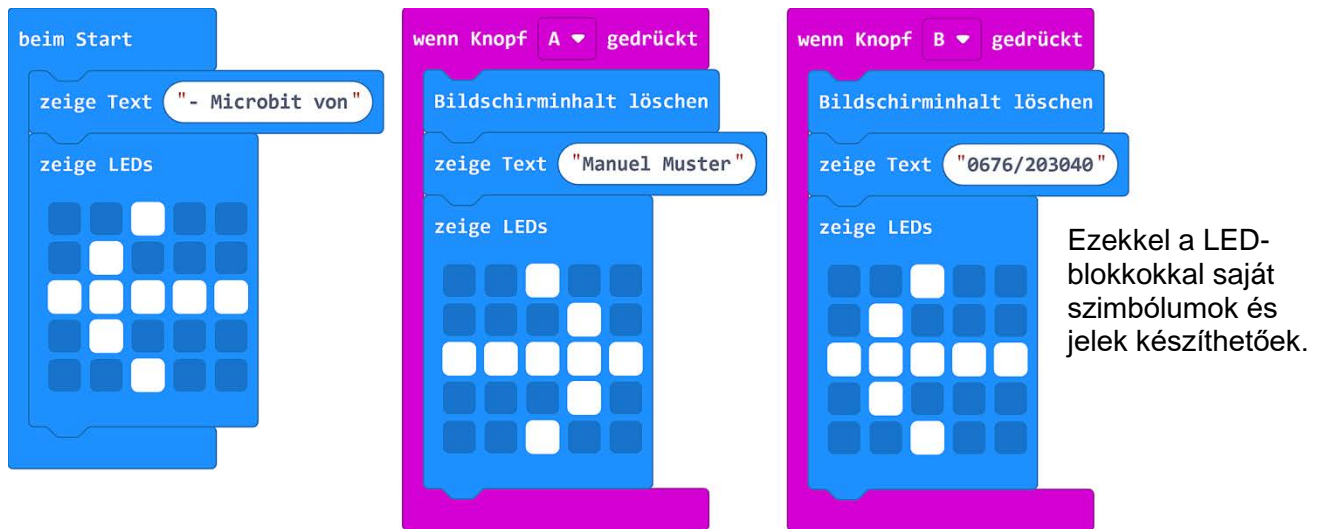 beim Start
zeige Text "- Microbit von"
zeige LEDs
wenn Knopf A gedrückt
Bildschirminhalt löschen
zeige Text "Manuel Muster"
zeige LEDs
wenn Knopf B gedrückt
Bildschirminhalt löschen
zeige Text "0676/203040"
zeige LEDs
Ezekkel a LED-
blokkokkal saját
szimbólumok és
jelek készíthetőek.